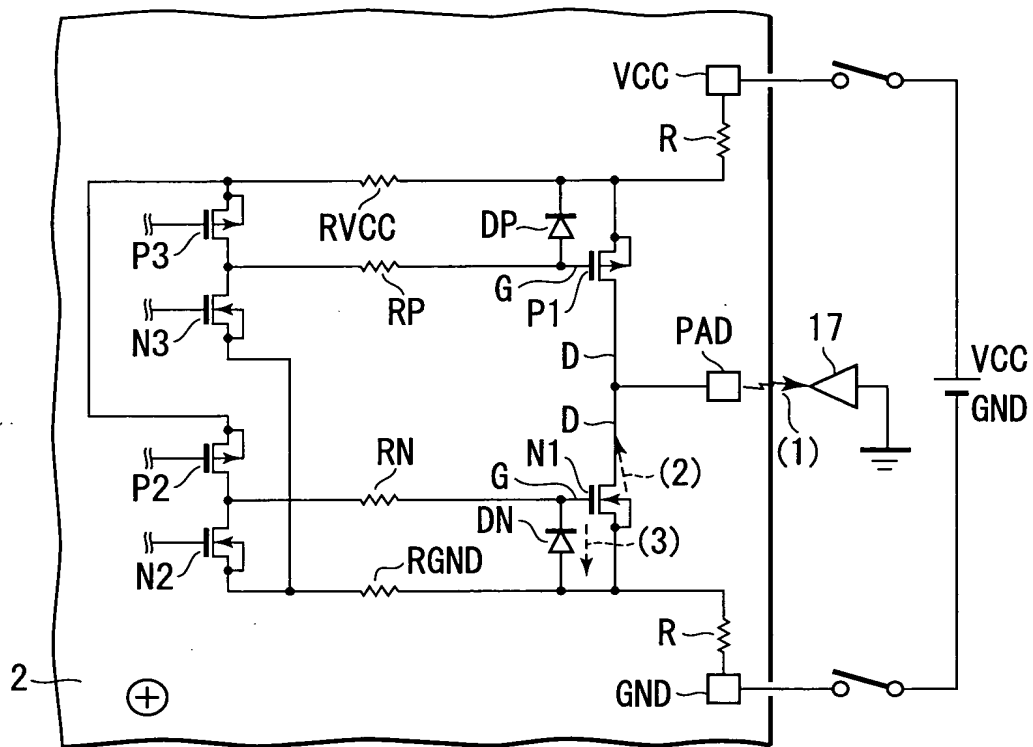 VCC
R
RVCC
DP
P3
G
P1
RP
N3
PAD
17
D
VCC
GND
D
(1)
RN
N1
(2)
P2
G
DN
(3)
N2
RGND
R
2
+
GND